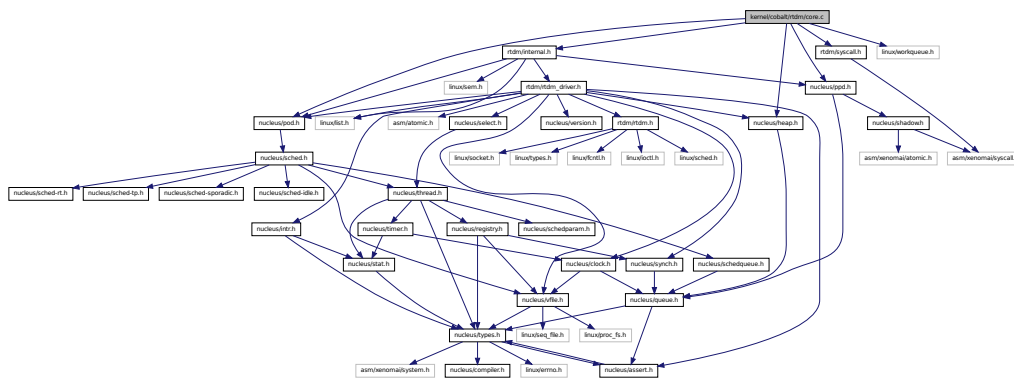 kernel/cobalt/rtdm/core.c
rtdm/internal.h
rtdm/syscall.h
linux/workqueue.h
linux/sem.h
rtdm/rtdm_driver.h
nucleus/ppd.h
nucleus/pod.h
linux/list.h
asm/atomic.h
nucleus/select.h
nucleus/version.h
rtdm/rtdm.h
nucleus/heap.h
nucleus/shadow.h
nucleus/sched.h
linux/socket.h
linux/types.h
linux/fcntl.h
linux/ioctl.h
linux/sched.h
asm/xenomai/atomic.h
asm/xenomai/syscall
nucleus/sched-rt.h
nucleus/sched-tp.h
nucleus/sched-sporadic.h
nucleus/sched-idle.h
nucleus/thread.h
nucleus/intr.h
nucleus/timer.h
nucleus/registry.h
nucleus/schedparam.h
nucleus/stat.h
nucleus/clock.h
nucleus/synch.h
nucleus/schedqueue.h
nucleus/vfile.h
nucleus/queue.h
nucleus/types.h
linux/seq_file.h
linux/proc_fs.h
asm/xenomai/system.h
nucleus/compiler.h
linux/errno.h
nucleus/assert.h